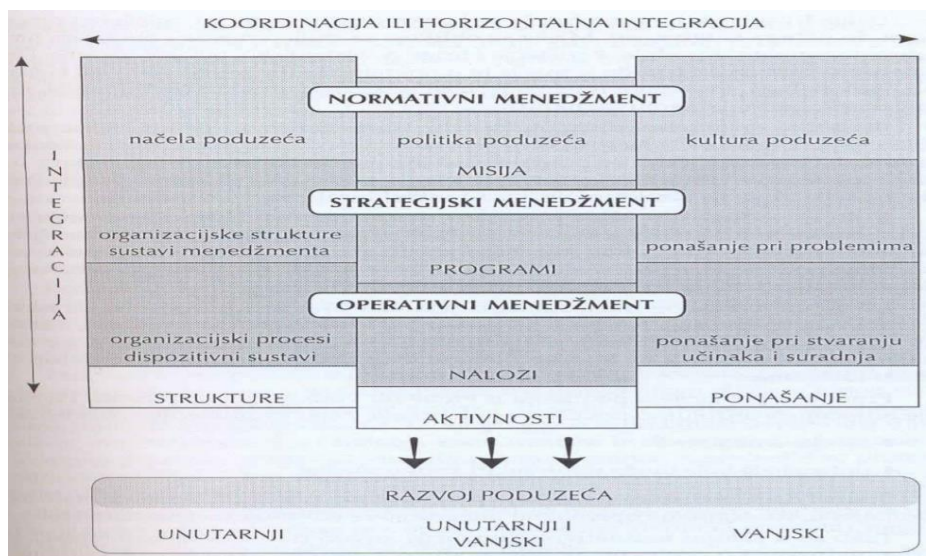 KOORDINACIJA ILI HORIZONTALNA INTEGRACIJA
INTEGRACIJA
NORMATIVNI MENEDŽMENT
načela poduzeća
politika poduzeća
kultura poduzeća
MISIJA
STRATEGIJSKI MENEDŽMENT
organizacijske strukture
sustavi menedžmenta
ponašanje pri problemima
PROGRAMI
OPERATIVNI MENEDŽMENT
organizacijski procesi
dispozitivni sustavi
ponašanje pri stvaranju
učinaka i suradnja
NALOZI
STRUKTURE
PONAŠANJE
AKTIVNOSTI
RAZVOJ PODUZEĆA
UNUTARNJI
UNUTARNJI I
VANJSKI
VANJSKI